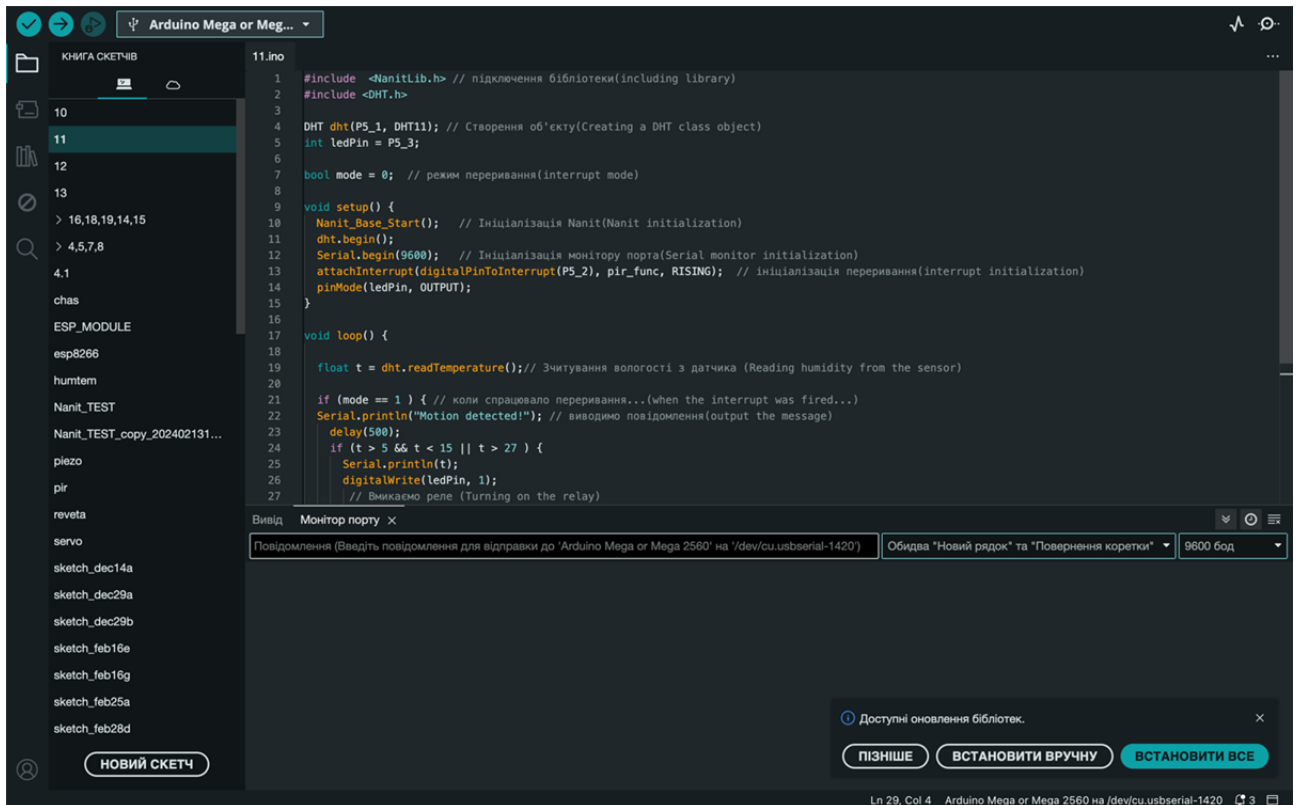 Arduino Mega or Meg...
КНИГА СКЕТЧІВ
10
11
12
13
16,18,19,14,15
4,5,7,8
4.1
chas
ESP_MODULE
esp8266
humtem
Nanit_TEST
Nanit_TEST_copy_202402131...
piezo
pir
reveta
servo
sketch_dec14a
sketch_dec29a
sketch_dec29b
sketch_feb16e
sketch_feb16g
sketch_feb25a
sketch_feb28d
НОВИЙ СКЕТЧ
11.ino
1 #include <NanitLib.h> // підключення бібліотеки(including library)
2 #include <DHT.h>
3
4 DHT dht(P5_1, DHT11); // Створення об'єкту(Creating a DHT class object)
5 int ledPin = P5_3;
6
7 bool mode = 0; // режим переривання(interrupt mode)
8
9 void setup() {
10 Nanit_Base_Start(); // Ініціалізація Nanit(Nanit initialization)
11 dht.begin();
12 Serial.begin(9600); // Ініціалізація монітору порта(Serial monitor initialization)
13 attachInterrupt(digitalPinToInterrupt(P5_2), pir_func, RISING); // ініціалізація переривання(interrupt initialization)
14 pinMode(ledPin, OUTPUT);
15 }
16
17 void loop() {
18
19 float t = dht.readTemperature();// Зчитування вологості з датчика (Reading humidity from the sensor)
20
21 if (mode == 1 ) { // коли спрацювало переривання...(when the interrupt was fired...)
22 Serial.println("Motion detected!"); // виводимо повідомлення(output the message)
23 delay(500);
24 if (t > 5 && t < 15 || t > 27 ) {
25 Serial.println(t);
26 digitalWrite(ledPin, 1);
27 // Вмикаємо реле (Turning on the relay)
Вивід Монітор порту
Повідомлення (Введіть повідомлення для відправки до 'Arduino Mega or Mega 2560' на '/dev/cu.usbserial-1420') Обидва "Новий рядок" та "Повернення коретки" 9600 бод
Доступні оновлення бібліотек.
ПІЗНІШЕ ВСТАНОВИТИ ВРУЧНУ ВСТАНОВИТИ ВСЕ
Ln 29, Col 4 Arduino Mega or Mega 2560 на /dev/cu.usbserial-1420 3